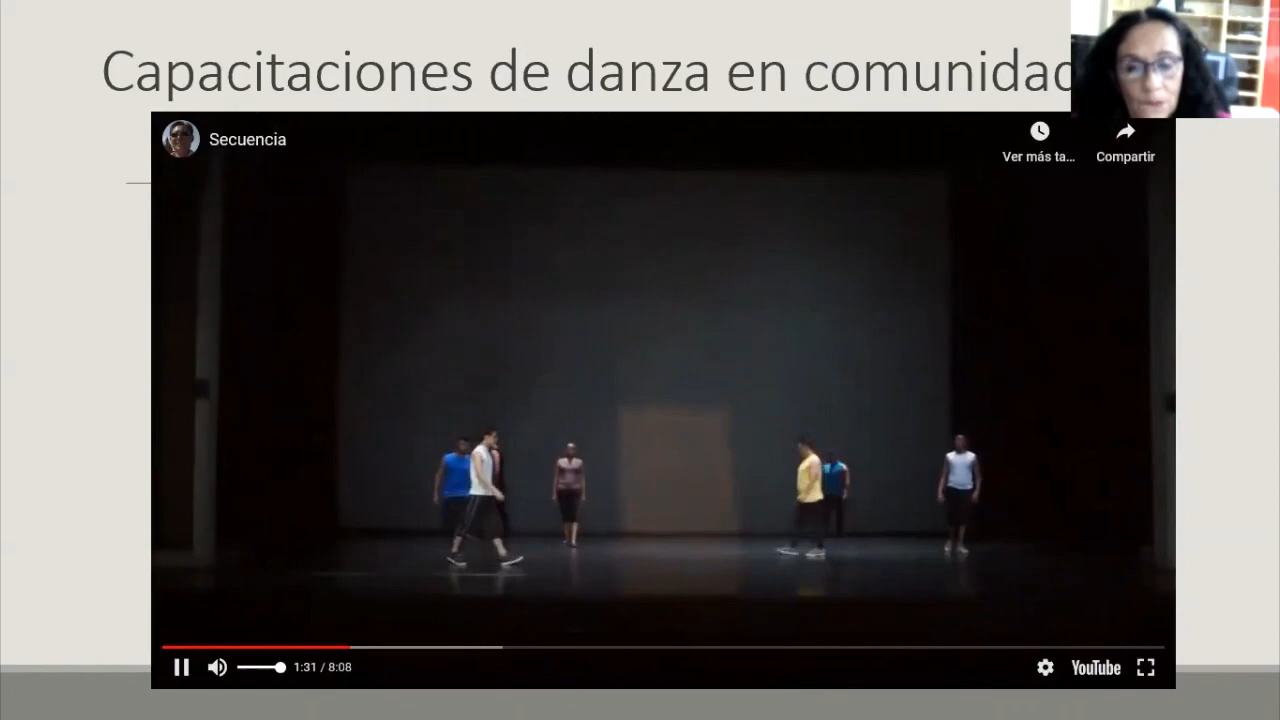 Capacitaciones de danza en comunidad
Secuencia
Ver más ta...
Compartir
1:31 / 8:08
YouTube